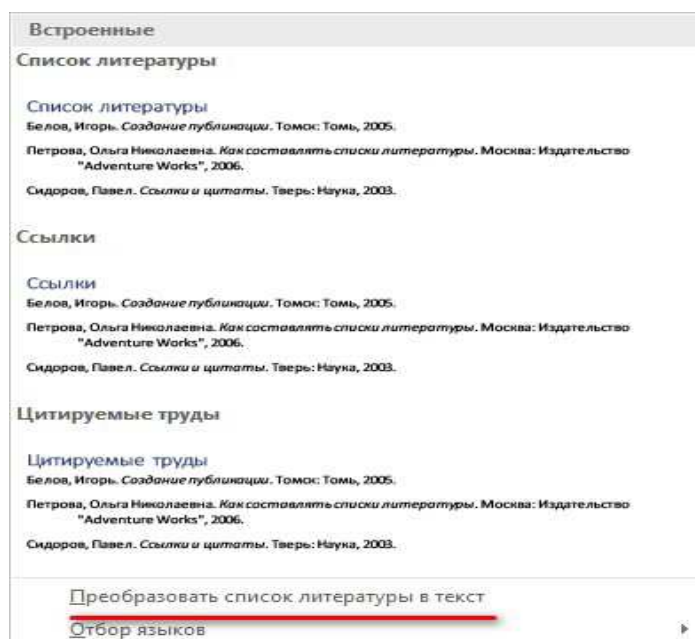 Встроенные
Список литературы
Список литературы
Белов, Игорь. Создание публикации. Томск: Томь, 2005.
Петрова, Ольга Николаевна. Как составлять списки литературы. Москва: Издательство
"Adventure Works", 2006.
Сидоров, Павел. Ссылки и цитаты. Тверь: Наука, 2003.
Ссылки
Ссылки
Белов, Игорь. Создание публикации. Томск: Томь, 2005.
Петрова, Ольга Николаевна. Как составлять списки литературы. Москва: Издательство
"Adventure Works", 2006.
Сидоров, Павел. Ссылки и цитаты. Тверь: Наука, 2003.
Цитируемые труды
Цитируемые труды
Белов, Игорь. Создание публикации. Томск: Томь, 2005.
Петрова, Ольга Николаевна. Как составлять списки литературы. Москва: Издательство
"Adventure Works", 2006.
Сидоров, Павел. Ссылки и цитаты. Тверь: Наука, 2003.
Преобразовать список литературы в текст
Отбор языков